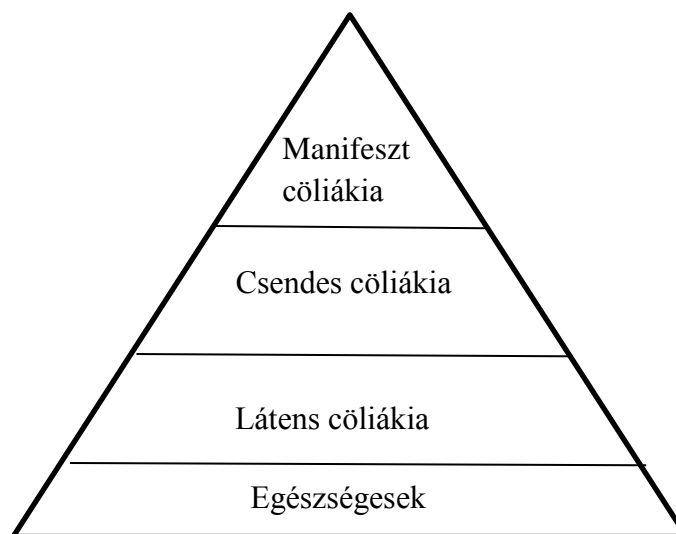 Manifeszt
cöliákia
Csendes cöliákia
Látens cöliákia
Egészségesek